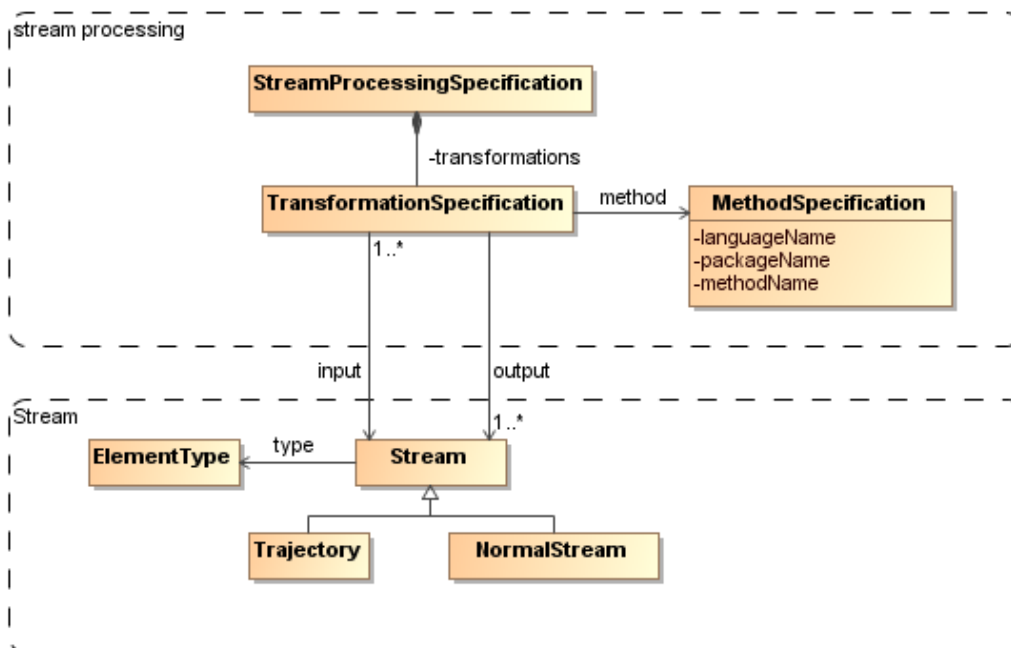 stream processing
StreamProcessingSpecification
-transformations
TransformationSpecification
method
MethodSpecification
-languageName
-packageName
-methodName
1..*
input
output
Stream
1..*
ElementType
type
Stream
Trajectory
NormalStream